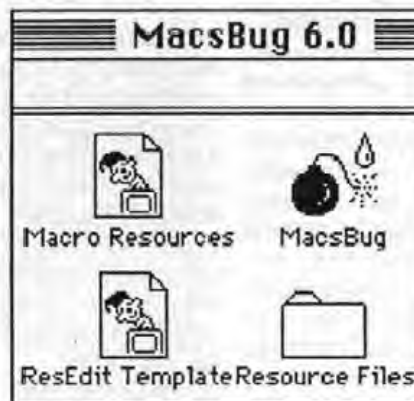 MacsBug 6.0
Macro Resources
MacsBug
ResEdit Template
Resource Files